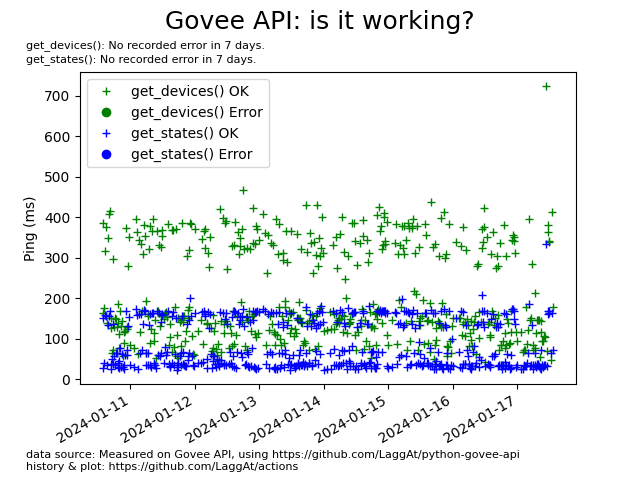 Govee API: is it working?
get_devices(): No recorded error in 7 days.
get_states(): No recorded error in 7 days.
get_devices() OK
get_devices() Error
get_states() OK
get_states() Error
Ping (ms)
700
600
500
400
300
200
100
0
2024-01-11
2024-01-12
2024-01-13
2024-01-14
2024-01-15
2024-01-16
2024-01-17
data source: Measured on Govee API, using https://github.com/LaggAt/python-govee-api
history & plot: https://github.com/LaggAt/actions